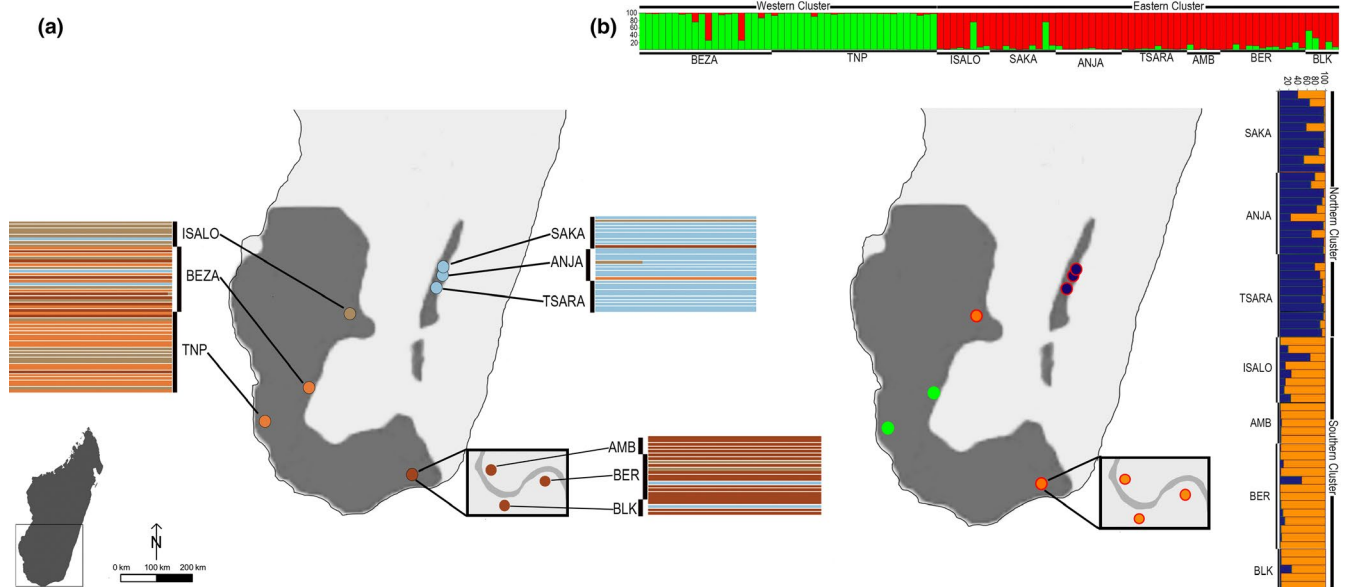 (a)
(b)
Western Cluster
Eastern Cluster
100
80
60
40
20
BEZA
TNP
ISALO
SAKA
ANJA
TSARA
AMB
BER
BLK
ISALO
BEZA
TNP
SAKA
ANJA
TSARA
AMB
BER
BLK
N
0 km 100 km 200 km
20 40 60 80 100
SAKA
ANJA
TSARA
ISALO
AMB
BER
BLK
Northern Cluster
Southern Cluster